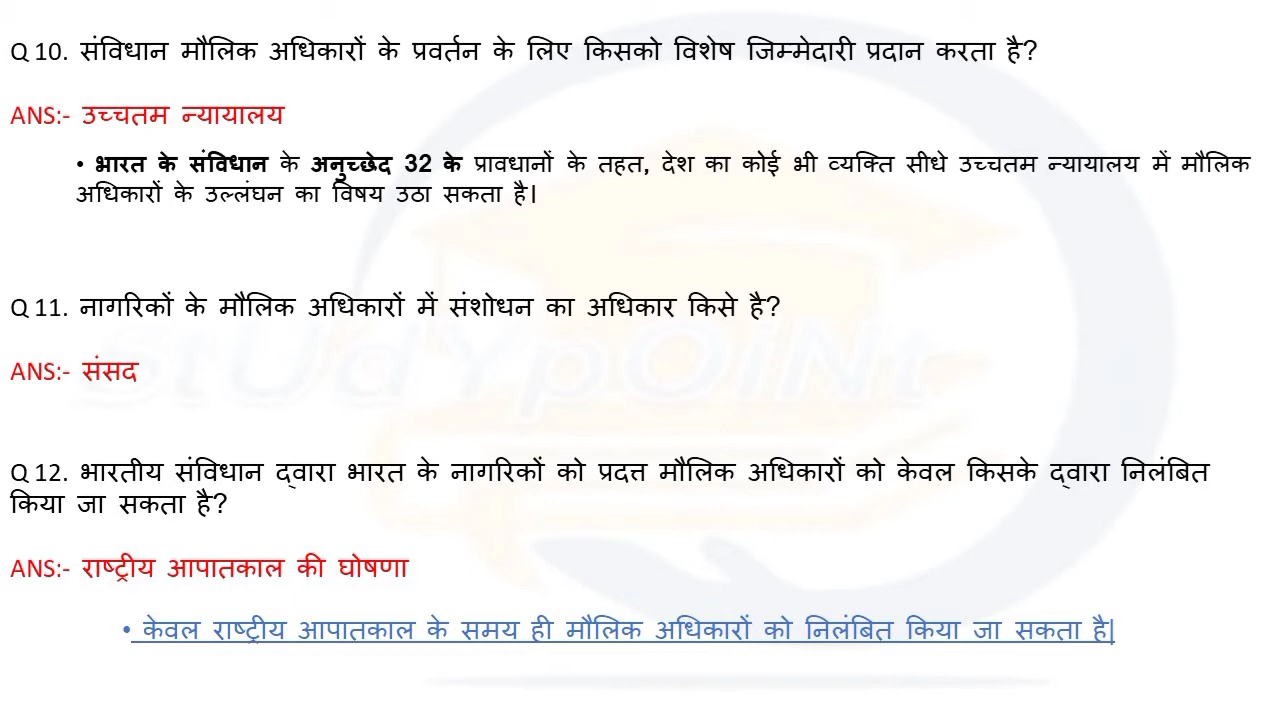 Q 10. संविधान मौलिक अधिकारों के प्रवर्तन के लिए किसको विशेष जिम्मेदारी प्रदान करता है?
ANS:- उच्चतम न्यायालय
• भारत के संविधान के अनुच्छेद 32 के प्रावधानों के तहत, देश का कोई भी व्यक्ति सीधे उच्चतम न्यायालय में मौलिक
अधिकारों के उल्लंघन का विषय उठा सकता है।
Q 11. नागरिकों के मौलिक अधिकारों में संशोधन का अधिकार किसे है?
stUdYpOiNt
ANS:- संसद
Q 12. भारतीय संविधान द्वारा भारत के नागरिकों को प्रदत्त मौलिक अधिकारों को केवल किसके द्वारा निलंबित
किया जा सकता है?
ANS:- राष्ट्रीय आपातकाल की घोषणा
• केवल राष्ट्रीय आपातकाल के समय ही मौलिक अधिकारों को निलंबित किया जा सकता है|